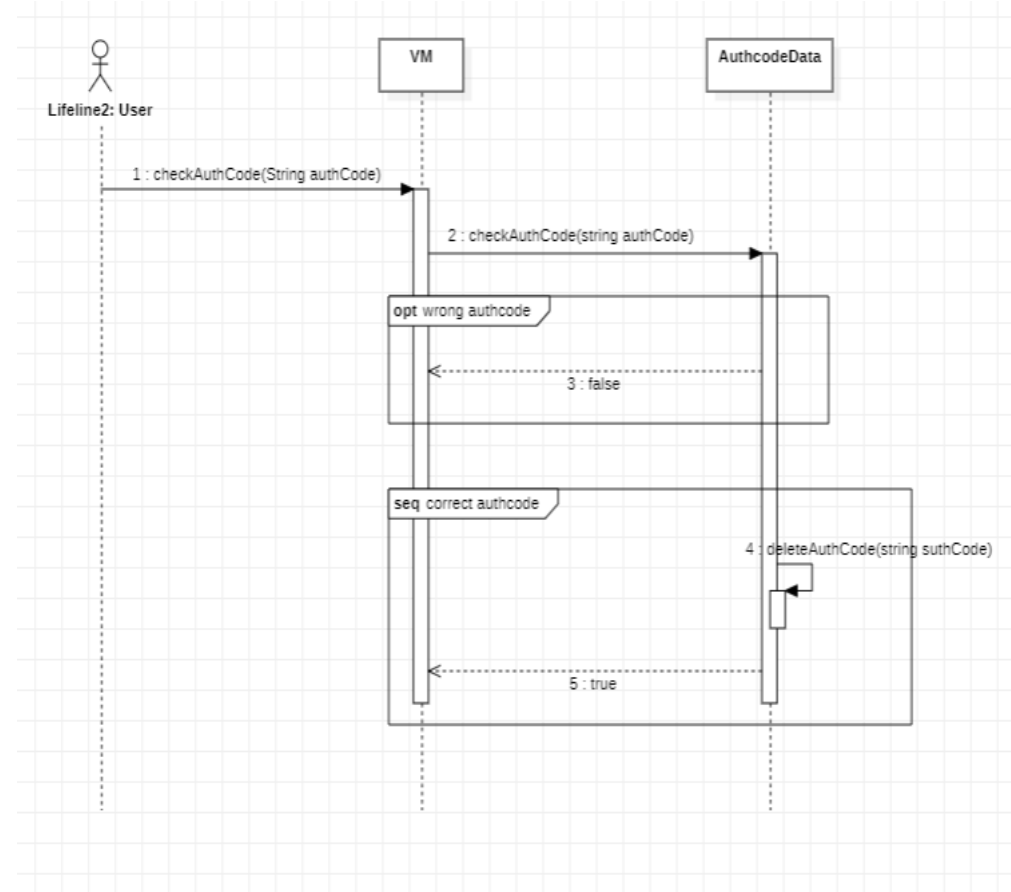 VM
AuthcodeData
Lifeline2: User
1 : checkAuthCode(String authCode)
2 : checkAuthCode(string authCode)
opt wrong authcode
3 : false
seq correct authcode
4 : deleteAuthCode(string suthCode)
5 : true